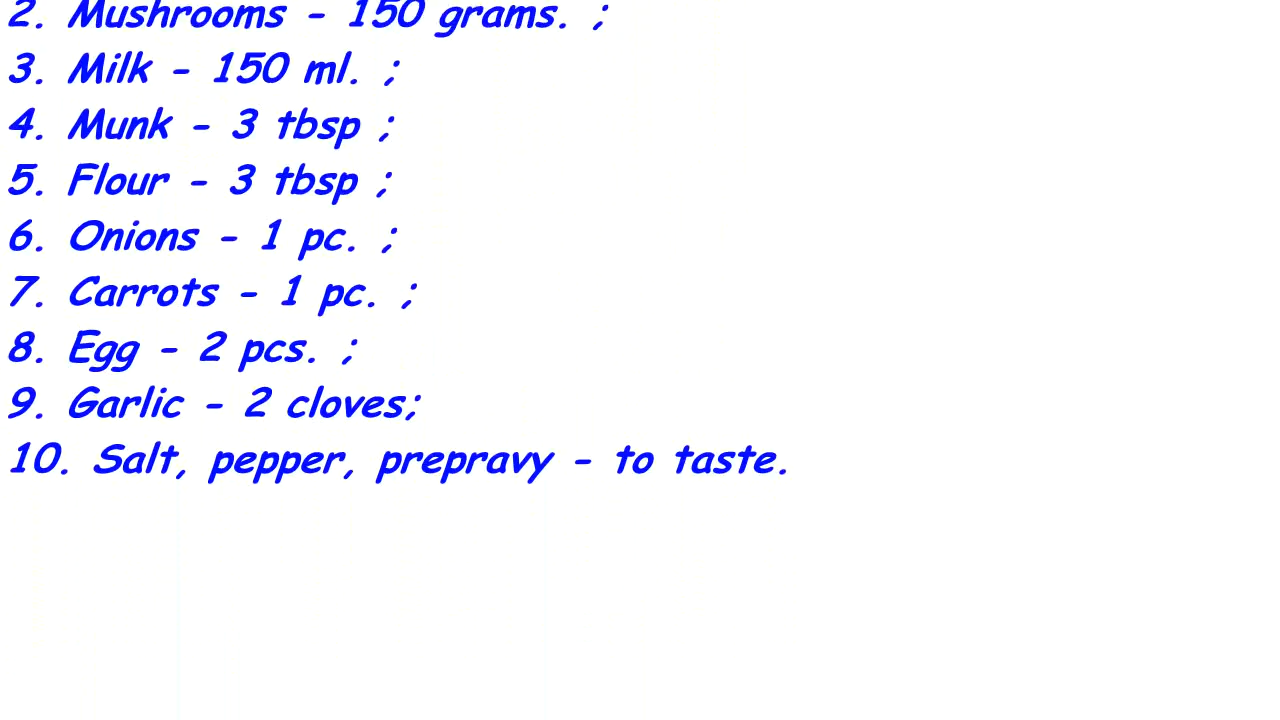 2. Mushrooms - 150 grams. ;
3. Milk - 150 ml. ;
4. Munk - 3 tbsp ;
5. Flour - 3 tbsp ;
6. Onions - 1 pc. ;
7. Carrots - 1 pc. ;
8. Egg - 2 pcs. ;
9. Garlic - 2 cloves;
10. Salt, pepper, prepravy - to taste.